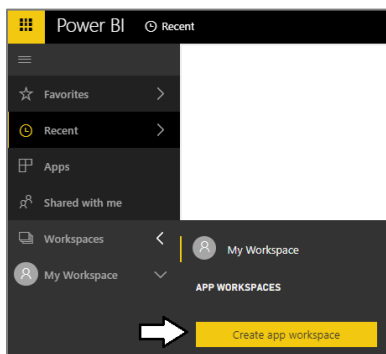 Power BI Recent
Favorites
Recent
Apps
Shared with me
Workspaces
My Workspace
My Workspace
APP WORKSPACES
Create app workspace